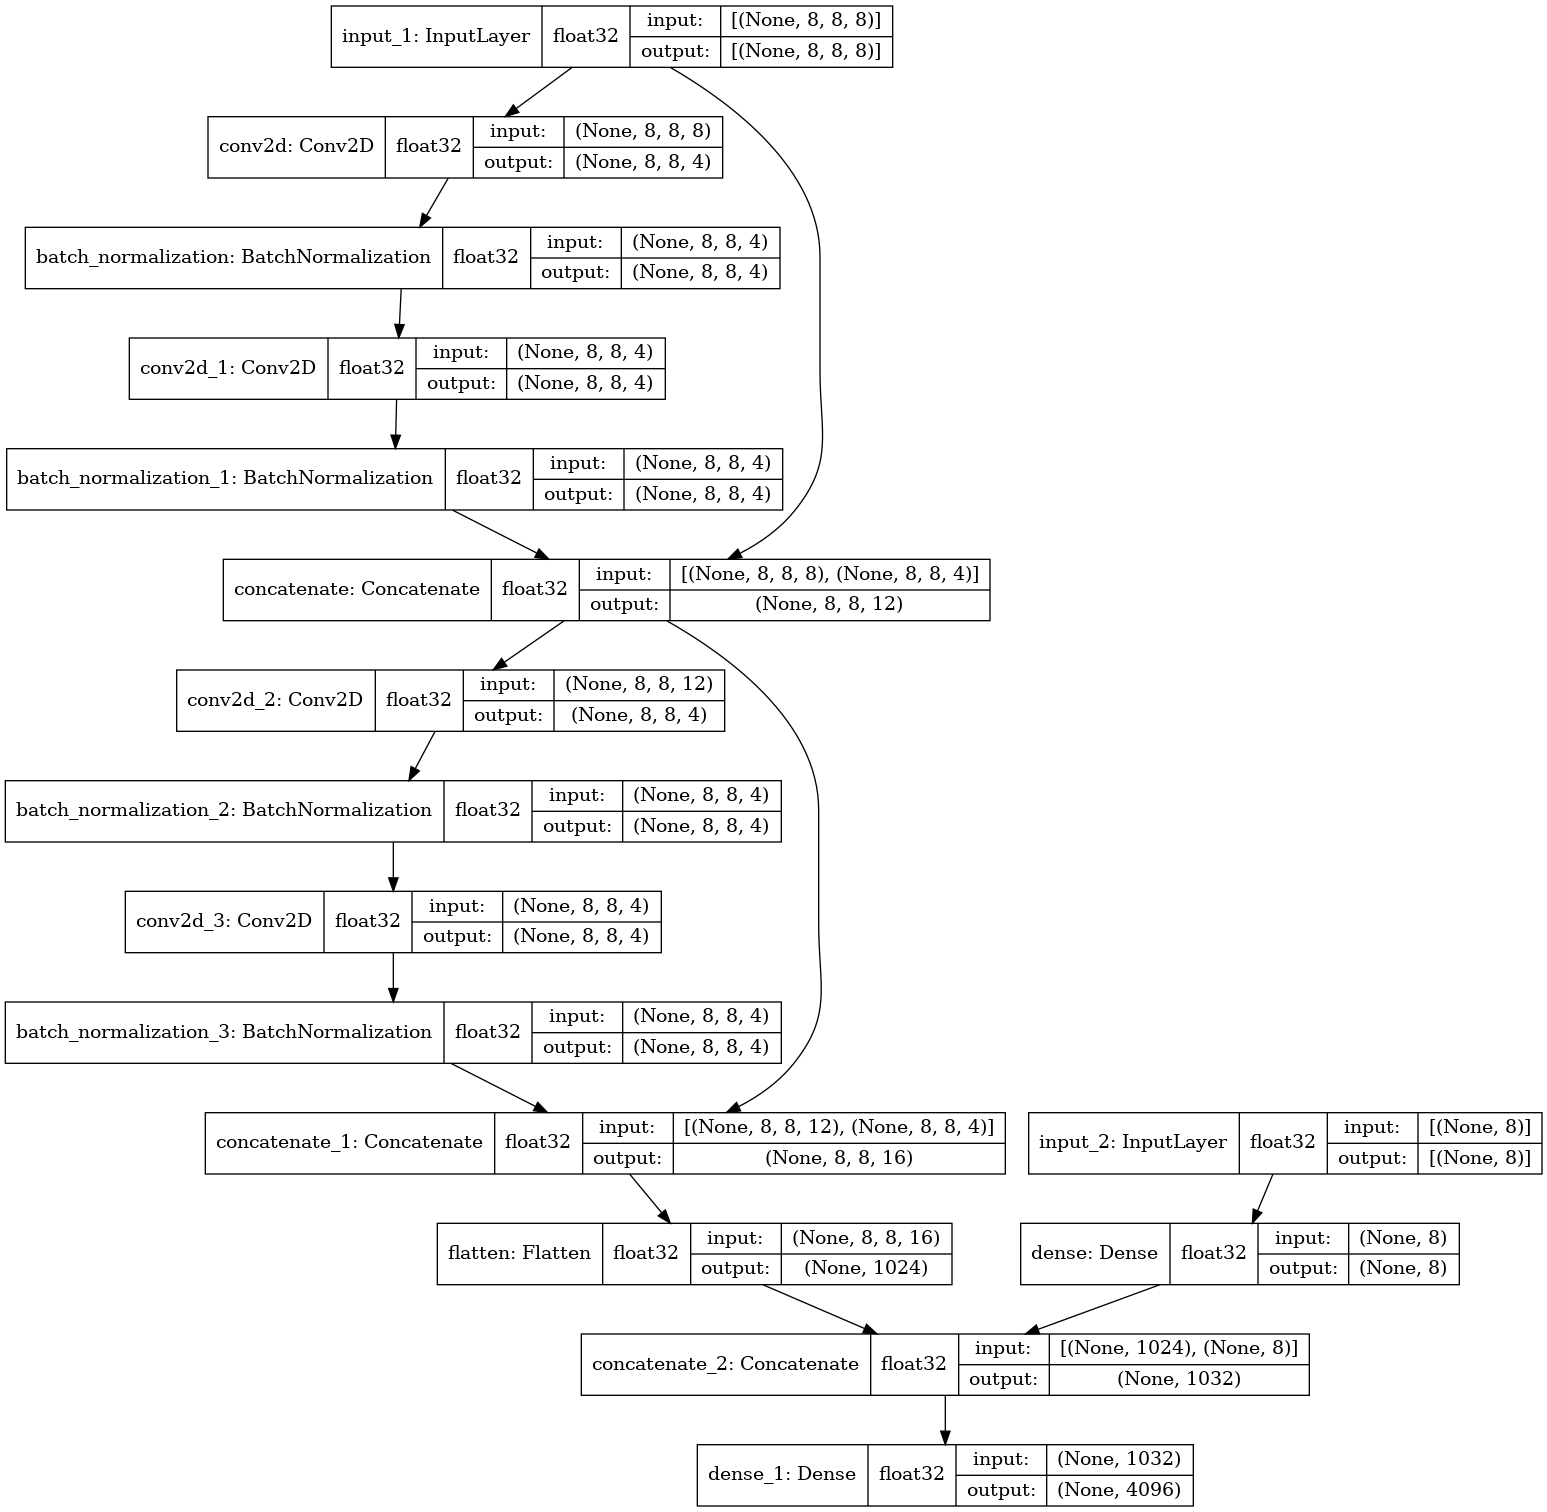 input_1: InputLayer float32 input: [(None, 8, 8, 8)]
output: [(None, 8, 8, 8)]
conv2d: Conv2D float32 input: (None, 8, 8, 8)
output: (None, 8, 8, 4)
batch_normalization: BatchNormalization float32 input: (None, 8, 8, 4)
output: (None, 8, 8, 4)
conv2d_1: Conv2D float32 input: (None, 8, 8, 4)
output: (None, 8, 8, 4)
batch_normalization_1: BatchNormalization float32 input: (None, 8, 8, 4)
output: (None, 8, 8, 4)
concatenate: Concatenate float32 input: [(None, 8, 8, 8), (None, 8, 8, 4)]
output: (None, 8, 8, 12)
conv2d_2: Conv2D float32 input: (None, 8, 8, 12)
output: (None, 8, 8, 4)
batch_normalization_2: BatchNormalization float32 input: (None, 8, 8, 4)
output: (None, 8, 8, 4)
conv2d_3: Conv2D float32 input: (None, 8, 8, 4)
output: (None, 8, 8, 4)
batch_normalization_3: BatchNormalization float32 input: (None, 8, 8, 4)
output: (None, 8, 8, 4)
concatenate_1: Concatenate float32 input: [(None, 8, 8, 12), (None, 8, 8, 4)]
output: (None, 8, 8, 16)
input_2: InputLayer float32 input: [(None, 8)]
output: [(None, 8)]
flatten: Flatten float32 input: (None, 8, 8, 16)
output: (None, 1024)
dense: Dense float32 input: (None, 8)
output: (None, 8)
concatenate_2: Concatenate float32 input: [(None, 1024), (None, 8)]
output: (None, 1032)
dense_1: Dense float32 input: (None, 1032)
output: (None, 4096)